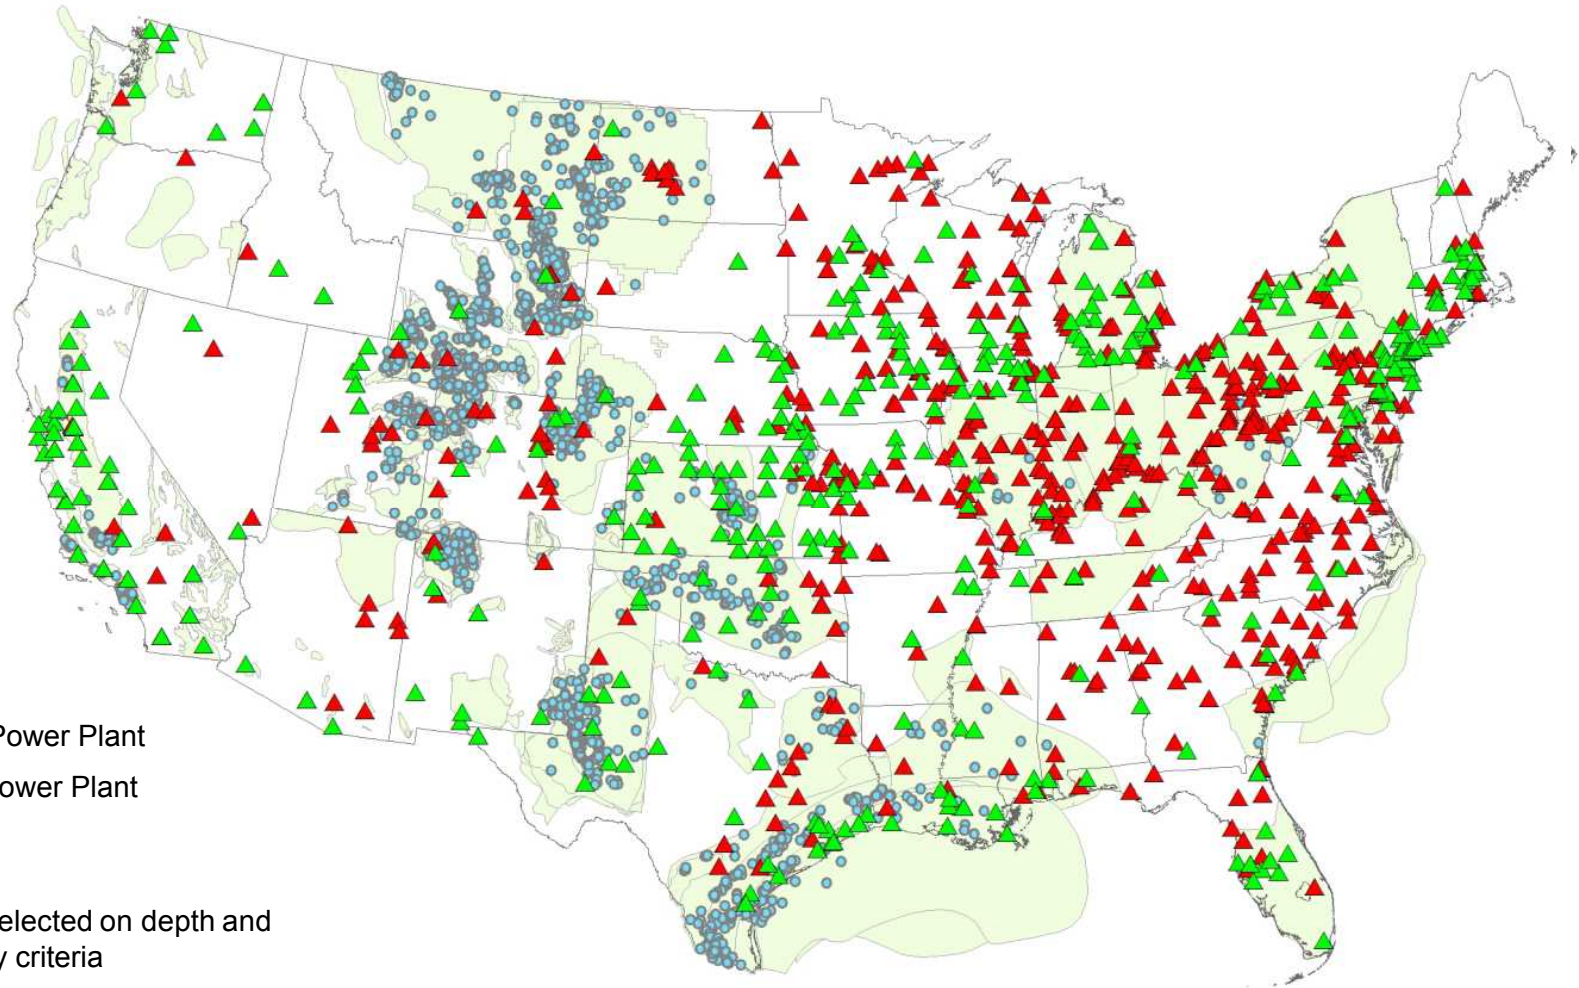 Power Plant
ower Plant
elected on depth and
y criteria